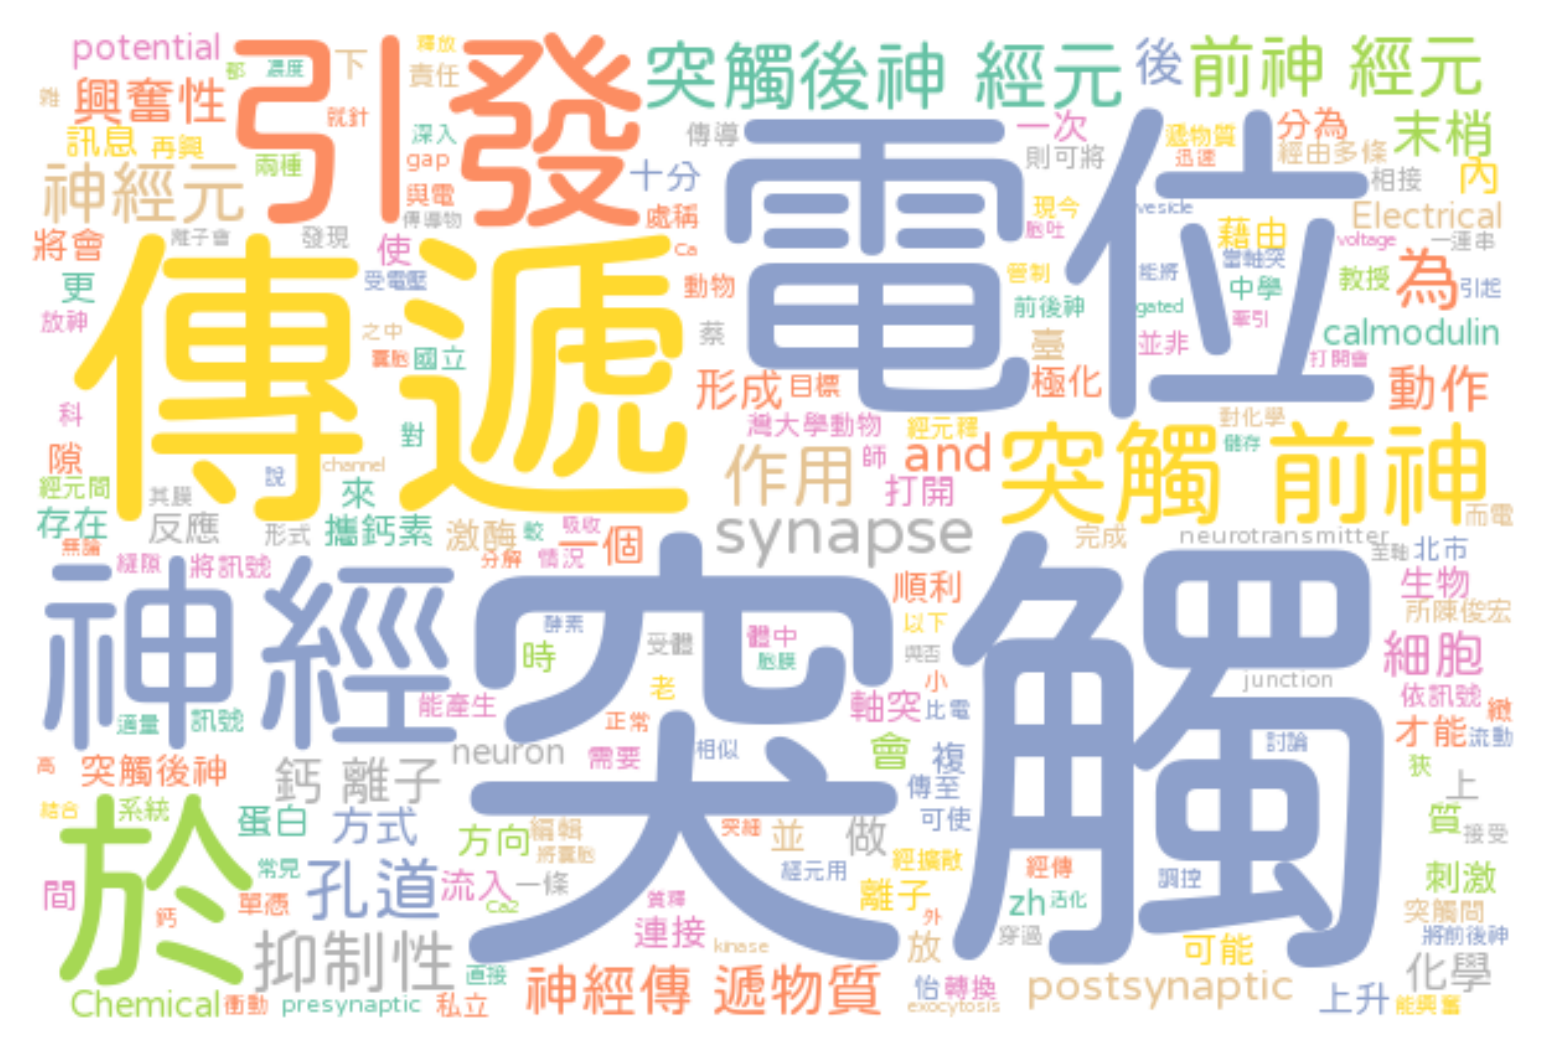 potential
引發
下
釋放
責任
突觸後神 經元
後
前神 經元
都
濃度
興奮性
就針
訊息
再興
兩種
深入
gap
與電
傳導物
傳導
十分
處稱
電位
一次
則可將
遞物質
迅速
分為
經由多條
末梢
相接
內
神經元
將會
離子會
發現
使
受電壓
傳遞
Ca
動物
現今
胞吐
vesicle
藉由
當軸突
Electrical
voltage
一連串
更
放神
之中
囊胞
國立
蔡
管制
前後神
能將
gated
中學
牽引
教授
為
引起
並非
臺
calmodulin
打開會
科
形成
目標
極化
動作
對
灣大學動物
經元釋
對化學
儲存
隙
經元間
說
channel
其膜
來
作用
師
and
打開
突觸 前神
存在
反應
形式
攜鈣素
激酶
較
吸收
一個
synapse
完成
neurotransmitter
而電
至軸
北市
無論
縫隙
將訊號
分解
情況
順利
生物
神經
突觸
酵素
時
受體
體中
胞膜
以下
與否
所陳俊宏
細胞
junction
老
小
適量
訊號
能產生
正常
軸突
比電
依訊號
緻
才能
流動
neuron
需要
相似
會
複
討論
高
突觸後神
鈣 離子
傳至
狹
上
結合
系統
於
蛋白
方式
方向
編輯
將囊胞
突細
並
做
可使
質
接受
常見
孔道
流入
一條
Ca2
經元用
經擴散
經傳
調控
刺激
間
鈣
單憑
質釋
離子
外
zh
活化
突觸間
抑制性
連接
kinase
放
穿過
可能
將前後神
直接
化學
Chemical
衝動
presynaptic
私立
神經傳 遞物質
怡
轉換
exocytosis
postsynaptic
上升
能興奮